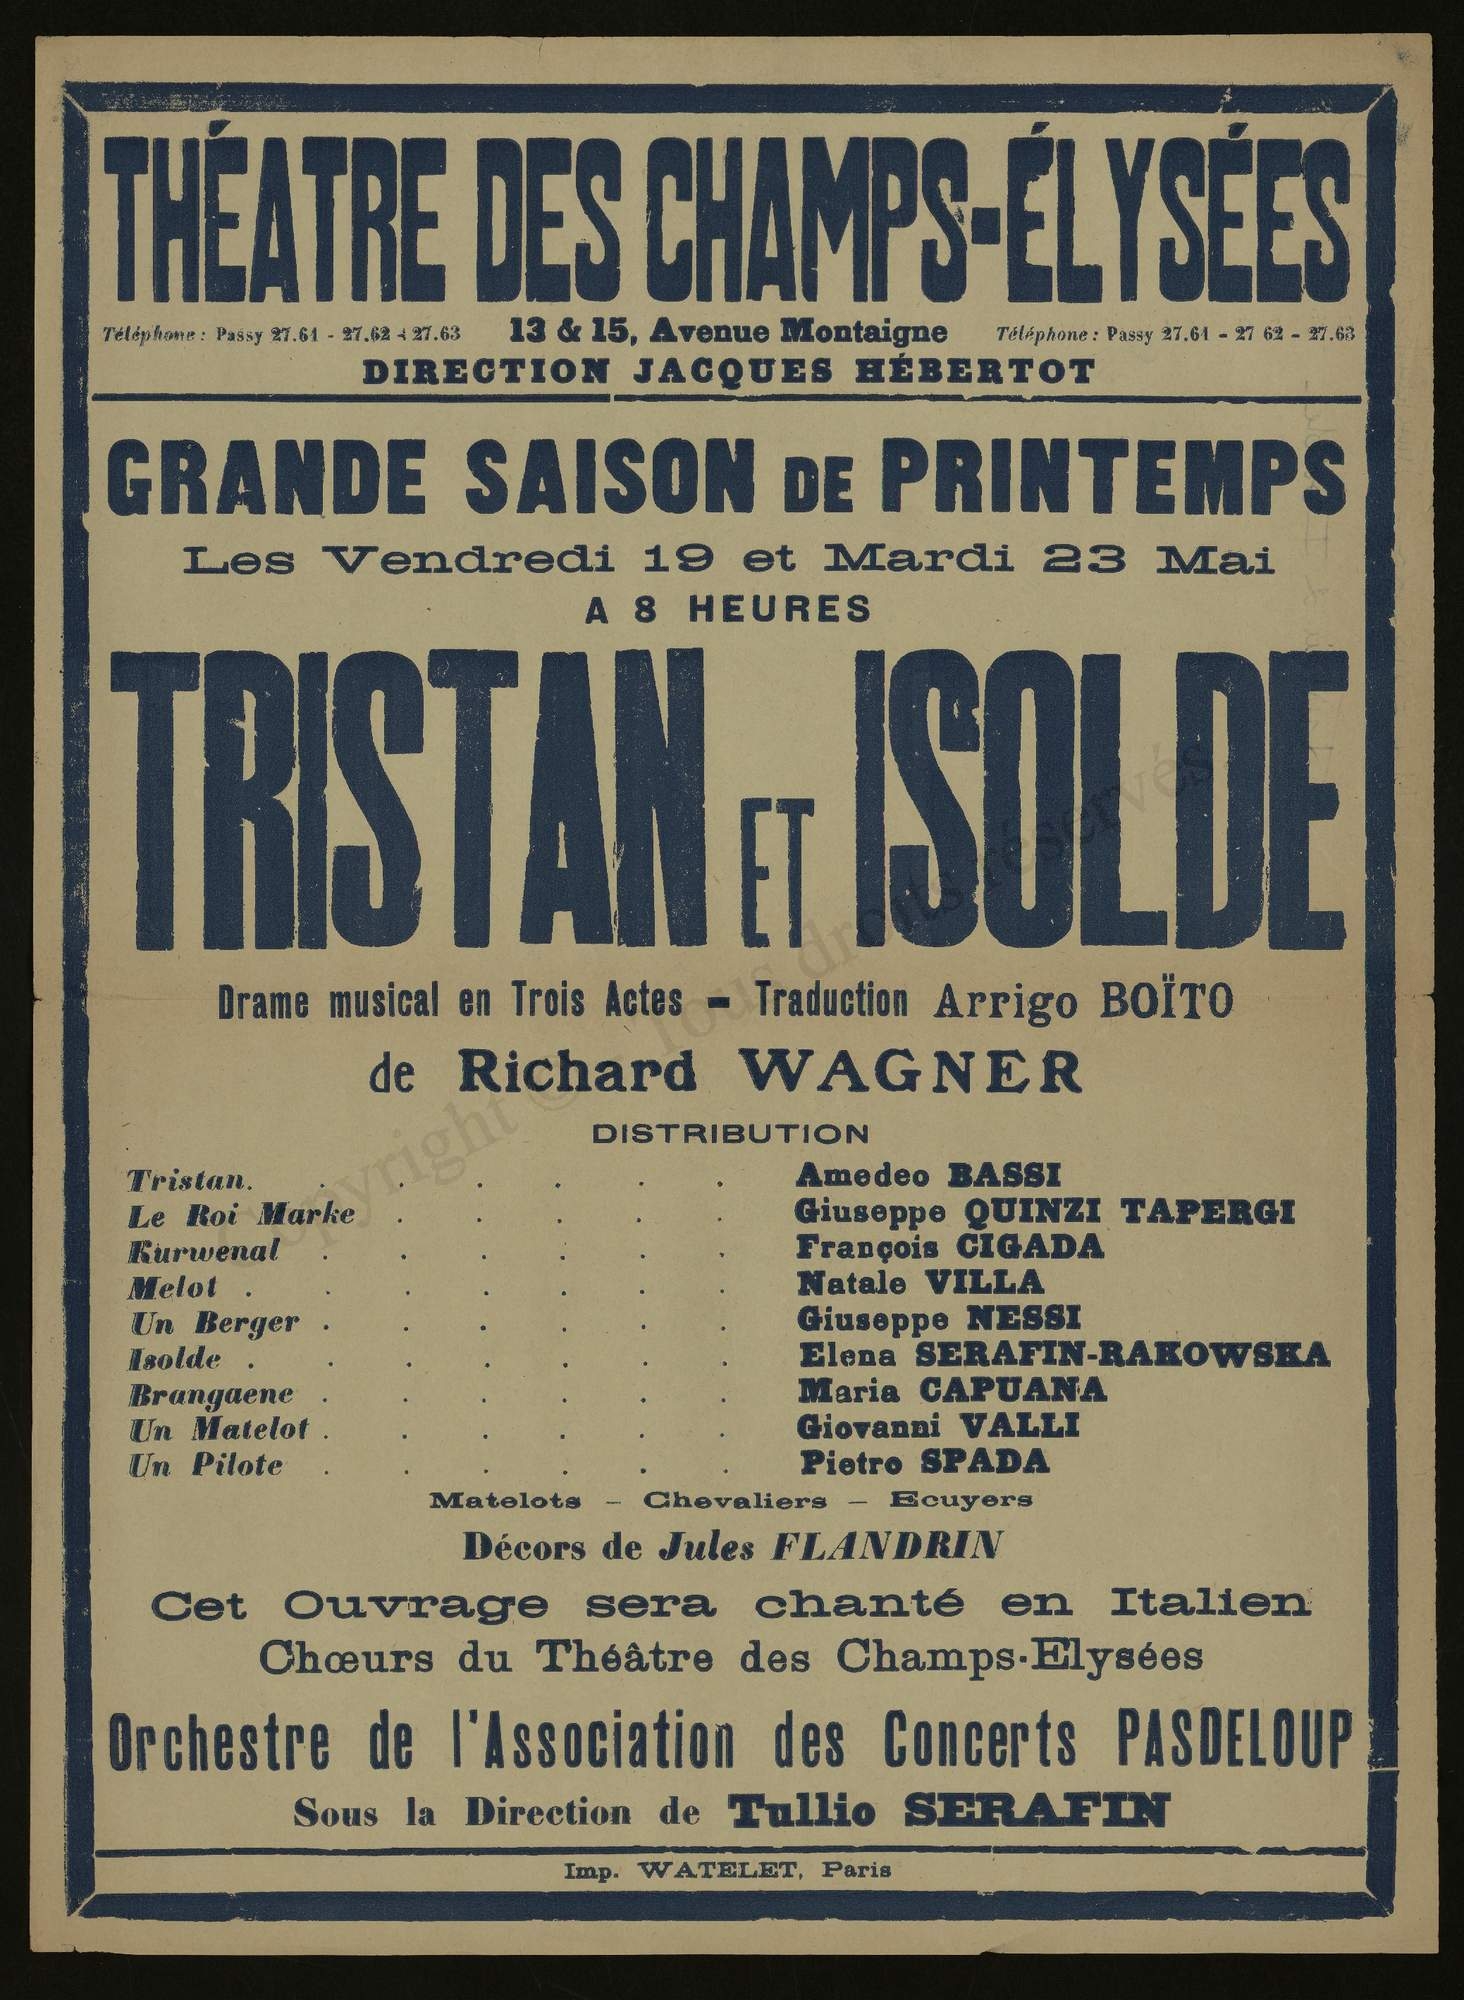 THÉATRE DES CHAMPS-ÉLYSÉES
Téléphone : Passy 27.61 - 27.62 - 27.63 13 & 15, Avenue Montaigne Téléphone : Passy 27.61 - 27 62 - 27.63
DIRECTION JACQUES HÉBERTOT
GRANDE SAISON DE PRINTEMPS
Les Vendredi 19 et Mardi 23 Mai
A 8 HEURES
TRISTAN ET ISOLDE
Drame musical en Trois Actes - Traduction Arrigo BOÏTO
de Richard WAGNER
DISTRIBUTION
Tristan. . . . . . . Amedeo BASSI
Le Roi Marke . . . . . Giuseppe QUINZI TAPERGI
Kurwenal . . . . . . François CIGADA
Melot . . . . . . . Natale VILLA
Un Berger . . . . . . Giuseppe NESSI
Isolde . . . . . . . Elena SERAFIN-RAKOWSKA
Brangaene . . . . . . Maria CAPUANA
Un Matelot . . . . . . Giovanni VALLI
Un Pilote . . . . . . Pietro SPADA
Matelots - Chevaliers - Ecuyers
Décors de Jules FLANDRIN
Cet Ouvrage sera chanté en Italien
Chœurs du Théâtre des Champs-Elysées
Orchestre de l'Association des Concerts PASDELOUP
Sous la Direction de Tullio SERAFIN
Imp. WATELET, Paris
Copyright © - Tous droits réservés